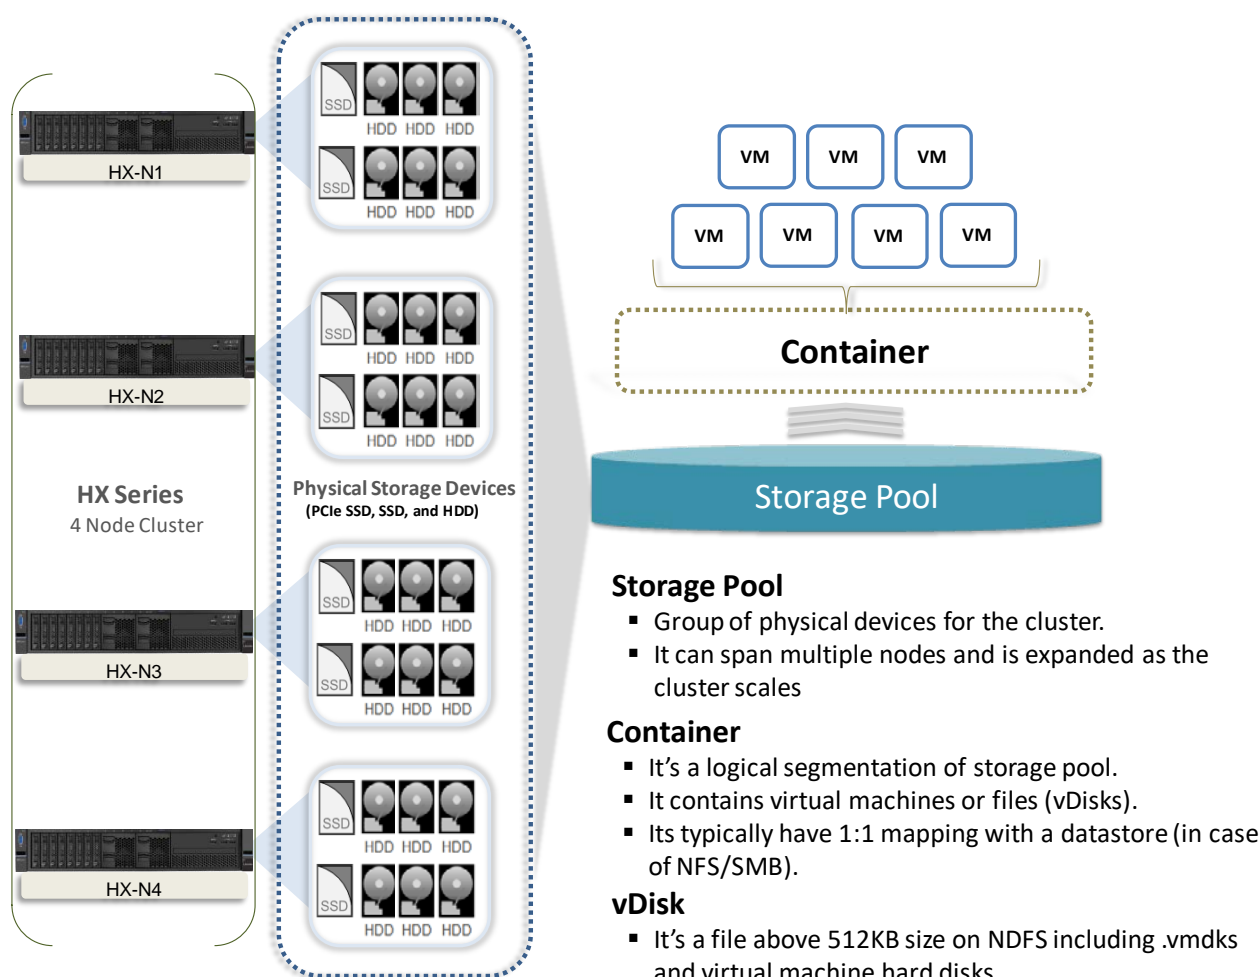 HX-N1
HX-N2
HX Series
4 Node Cluster
HX-N3
HX-N4
SSD
HDD HDD HDD
SSD
HDD HDD HDD
SSD
HDD HDD HDD
SSD
HDD HDD HDD
Physical Storage Devices
(PCIe SSD, SSD, and HDD)
SSD
HDD HDD HDD
SSD
HDD HDD HDD
SSD
HDD HDD HDD
SSD
HDD HDD HDD
VM VM VM
VM VM VM VM
Container
Storage Pool
Storage Pool
▪ Group of physical devices for the cluster.
▪ It can span multiple nodes and is expanded as the
cluster scales
Container
▪ It’s a logical segmentation of storage pool.
▪ It contains virtual machines or files (vDisks).
▪ Its typically have 1:1 mapping with a datastore (in case
of NFS/SMB).
vDisk
▪ It’s a file above 512KB size on NDFS including .vmdks
and virtual machine hard disks